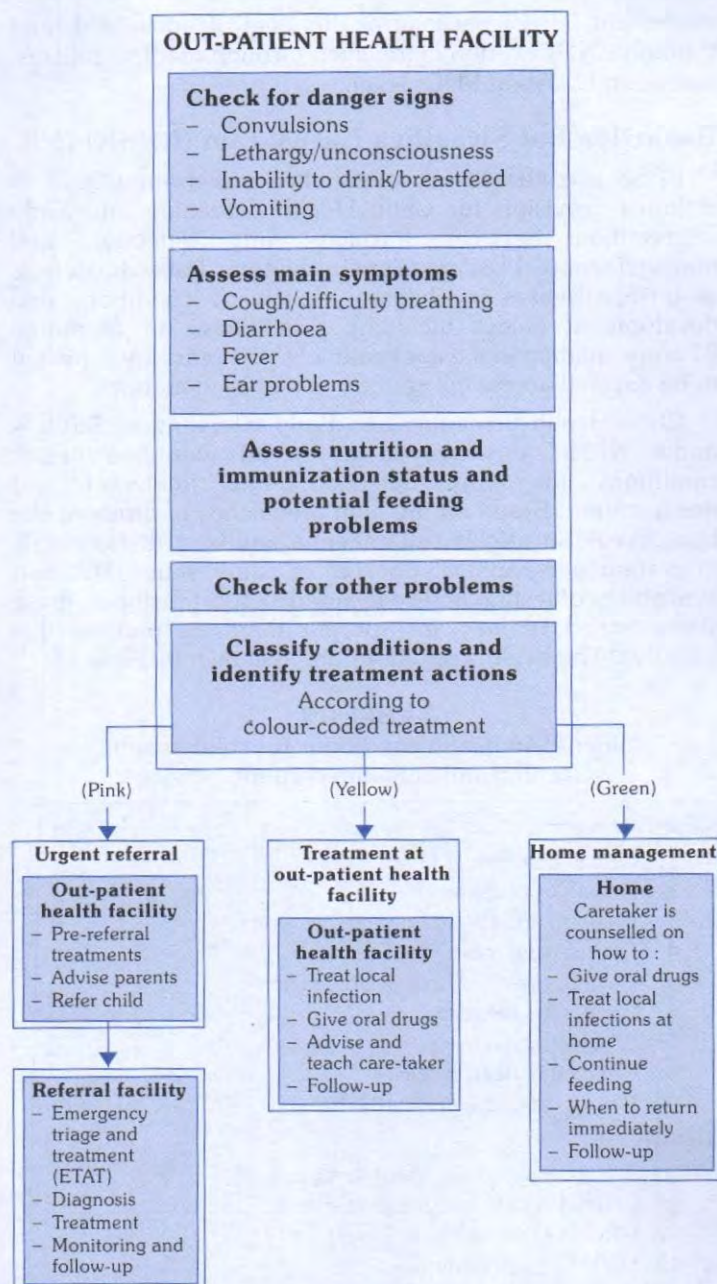 OUT-PATIENT HEALTH FACILITY
Check for danger signs
– Convulsions
– Lethargy/unconsciousness
– Inability to drink/breastfeed
– Vomiting
Assess main symptoms
– Cough/difficulty breathing
– Diarrhoea
– Fever
– Ear problems
Assess nutrition and
immunization status and
potential feeding
problems
Check for other problems
Classify conditions and
identify treatment actions
According to
colour-coded treatment
(Pink)
(Yellow)
(Green)
Urgent referral
Out-patient
health facility
– Pre-referral
treatments
– Advise parents
– Refer child
Referral facility
– Emergency
triage and
treatment
(ETAT)
– Diagnosis
– Treatment
– Monitoring and
follow-up
Treatment at
out-patient health
facility
Out-patient
health facility
– Treat local
infection
– Give oral drugs
– Advise and
teach care-taker
– Follow-up
Home management
Home
Caretaker is
counselled on
how to :
– Give oral drugs
– Treat local
infections at
home
– Continue
feeding
– When to return
immediately
– Follow-up